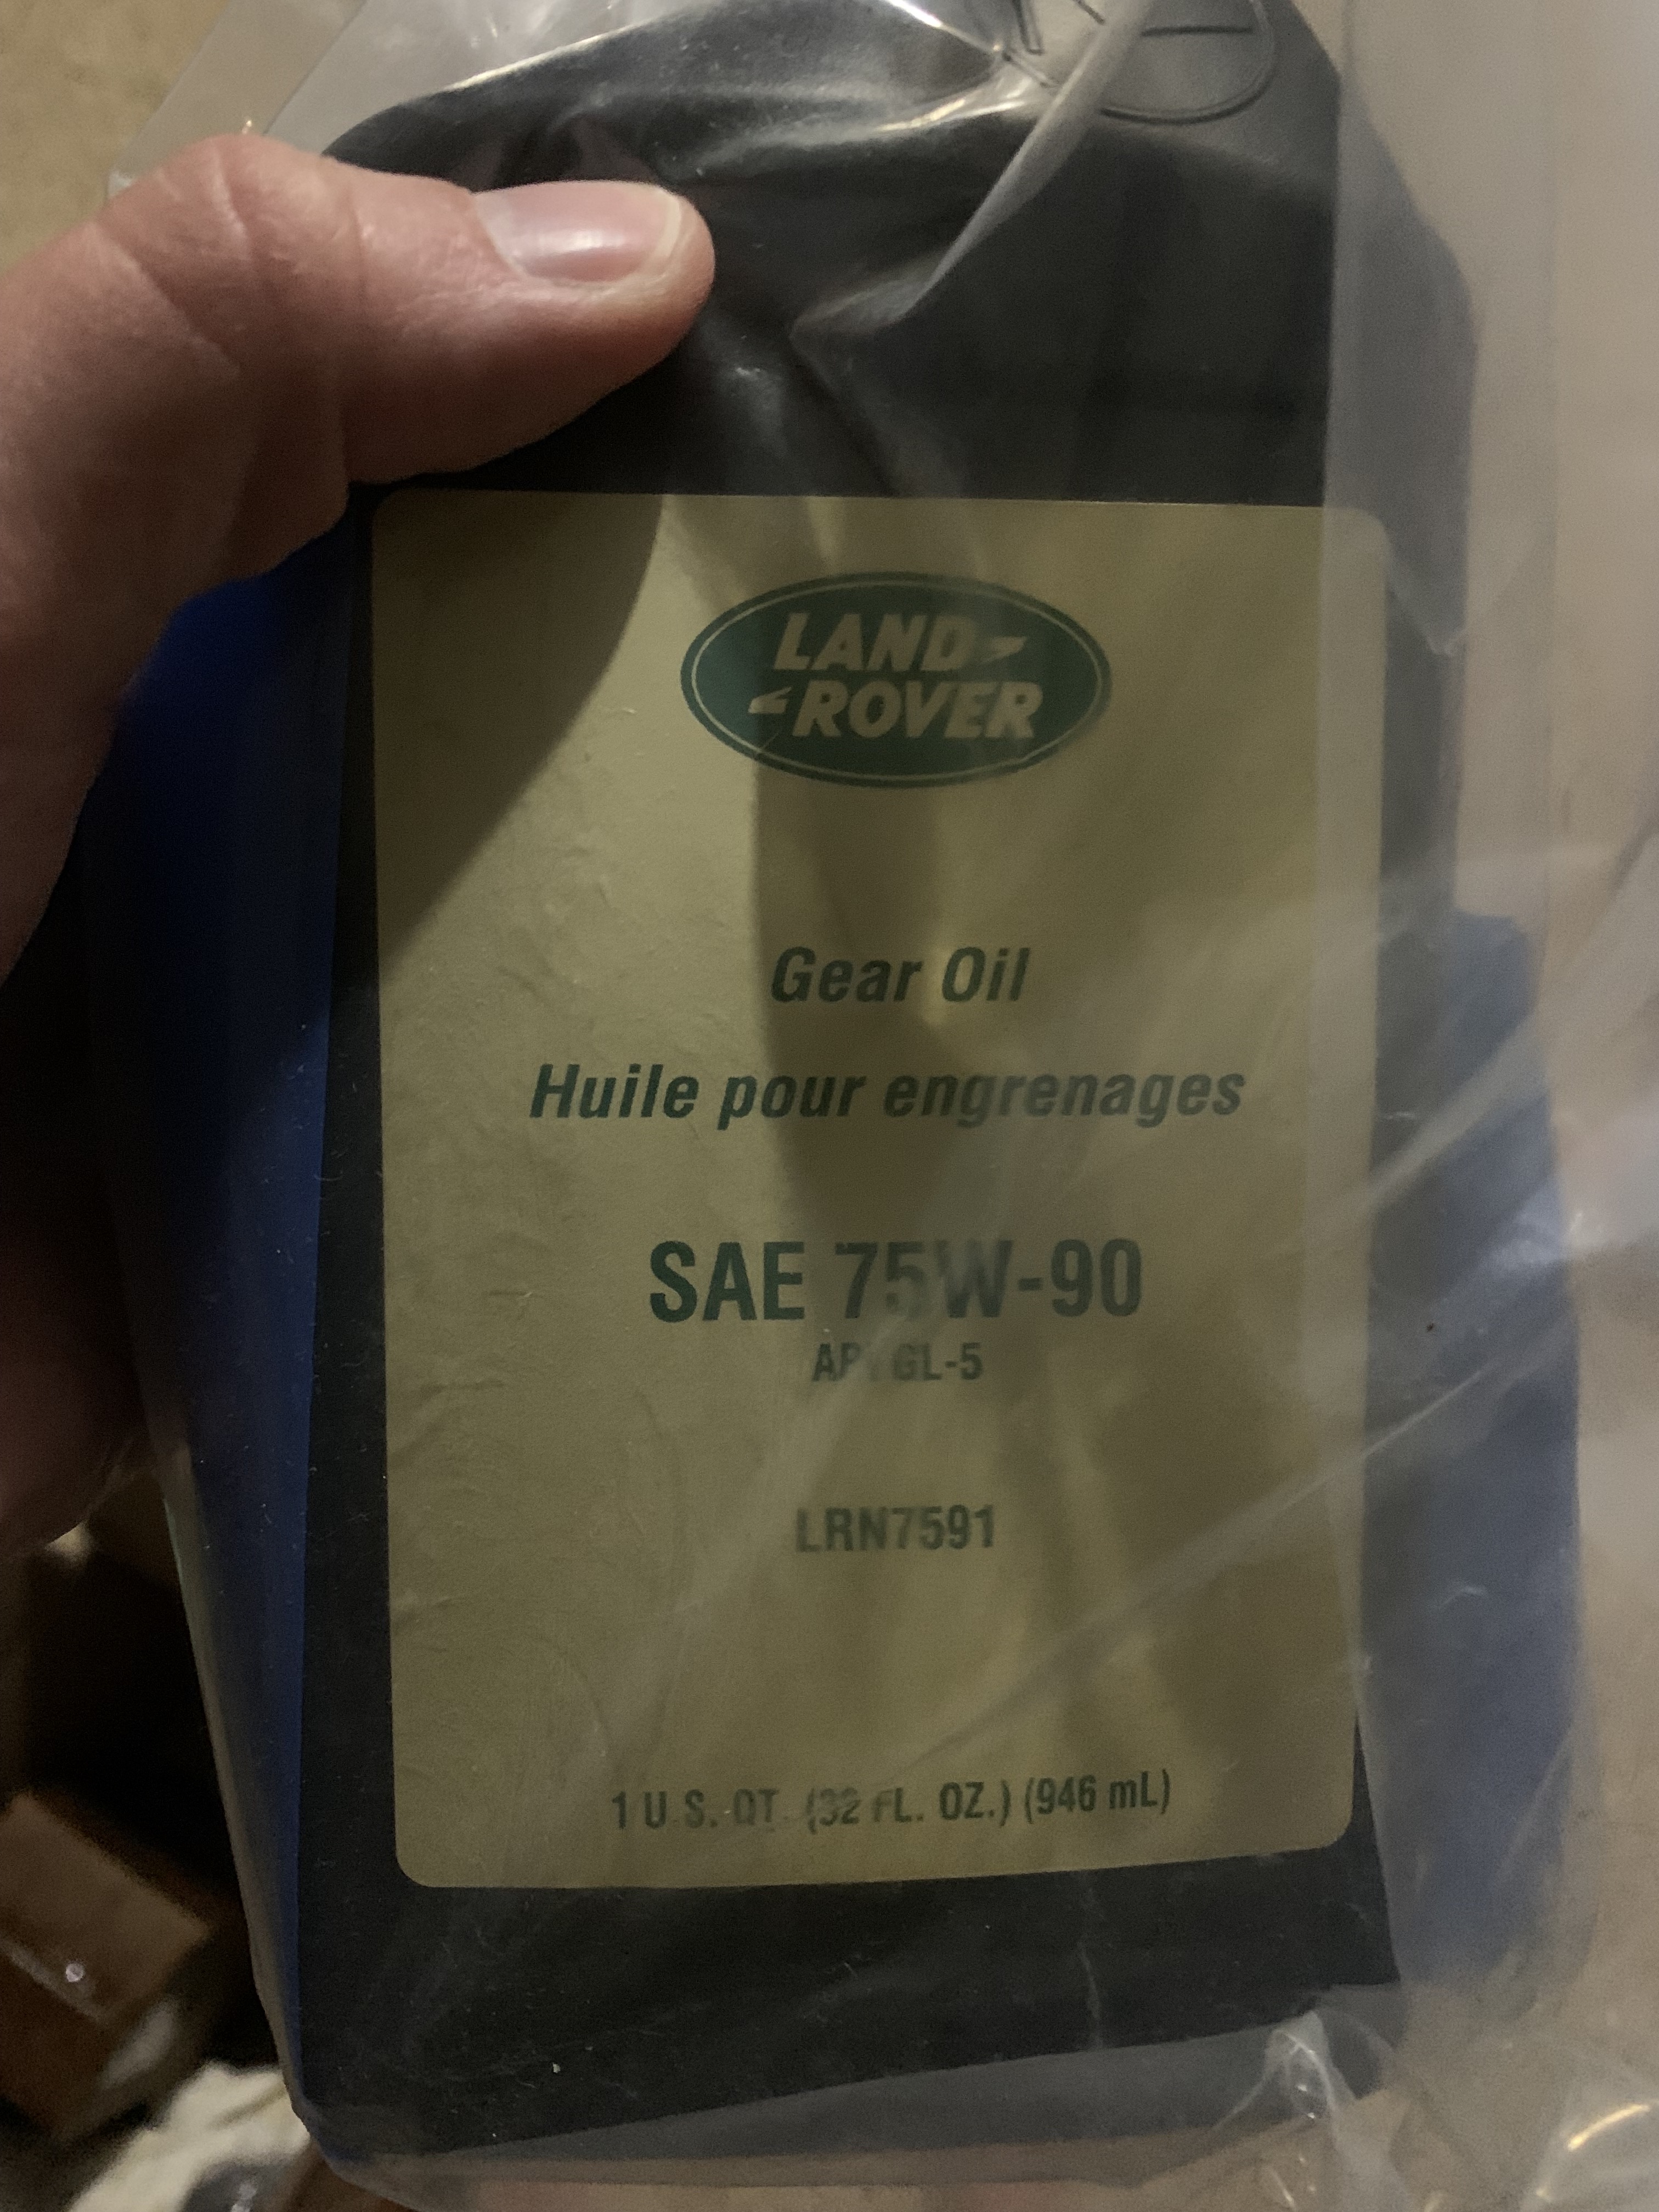 LAND
ROVER
Gear Oil
Huile pour engrenages
SAE 75W-90
API GL-5
LRN7591
1 U.S. QT. (32 FL. OZ.) (946 mL)